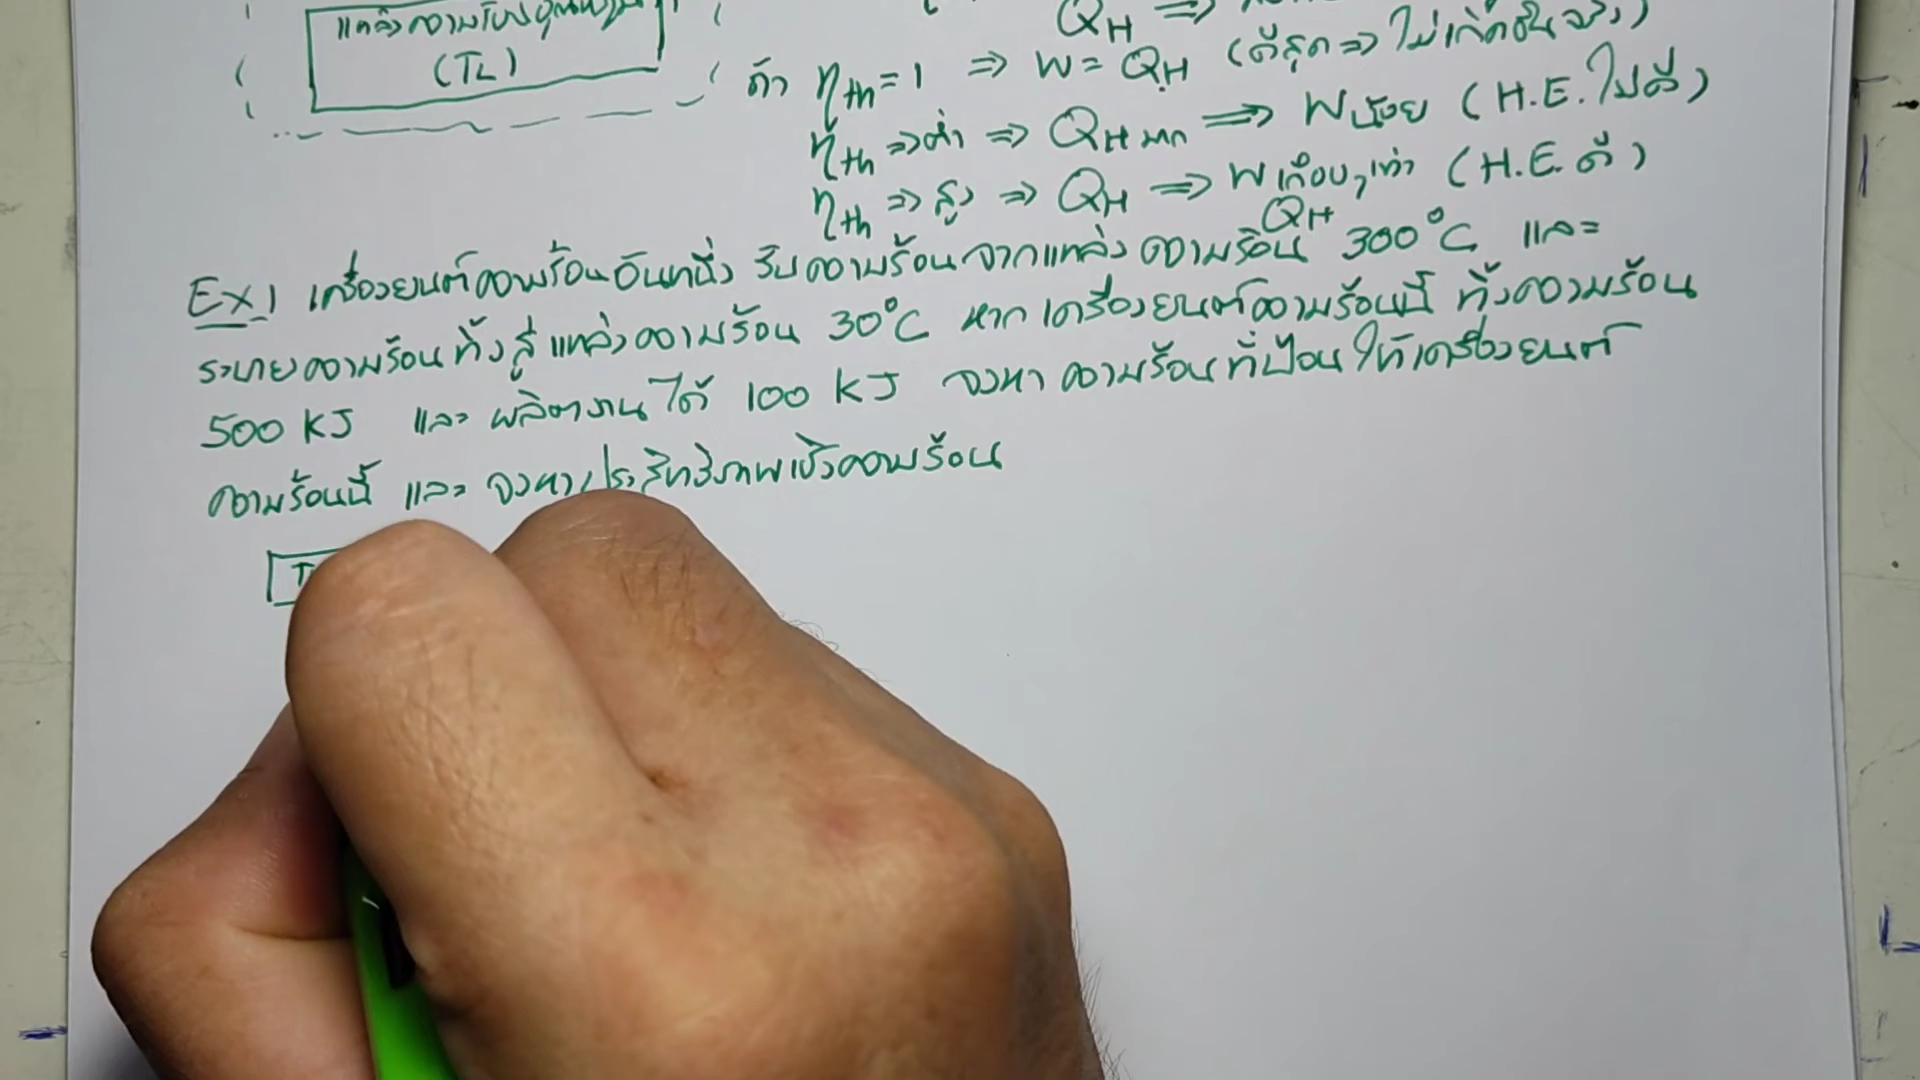 (TL)
QH ⇒
ถ้า ηth = 1 ⇒ W = QH (ดีสุด ⇒ ไม่เกิดขึ้นจริง)
ηth ⇒ ต่ำ ⇒ QH มาก ⇒ W น้อย (H.E. ไม่ดี)
ηth ⇒ สูง ⇒ QH ⇒ W เกือบๆเท่า (H.E. ดี)
QH
Ex.1 เครื่องยนต์ความร้อนอันหนึ่ง รับความร้อนจากแหล่งความร้อน 300°C และ
ระบายความร้อนทิ้งสู่แหล่งความร้อน 30°C หากเครื่องยนต์ความร้อนนี้ ทิ้งความร้อน
500 KJ และ ผลิตงานได้ 100 KJ จงหา ความร้อนที่ป้อนให้เครื่องยนต์
ความร้อนนี้ และ จงหาประสิทธิภาพเชิงความร้อน